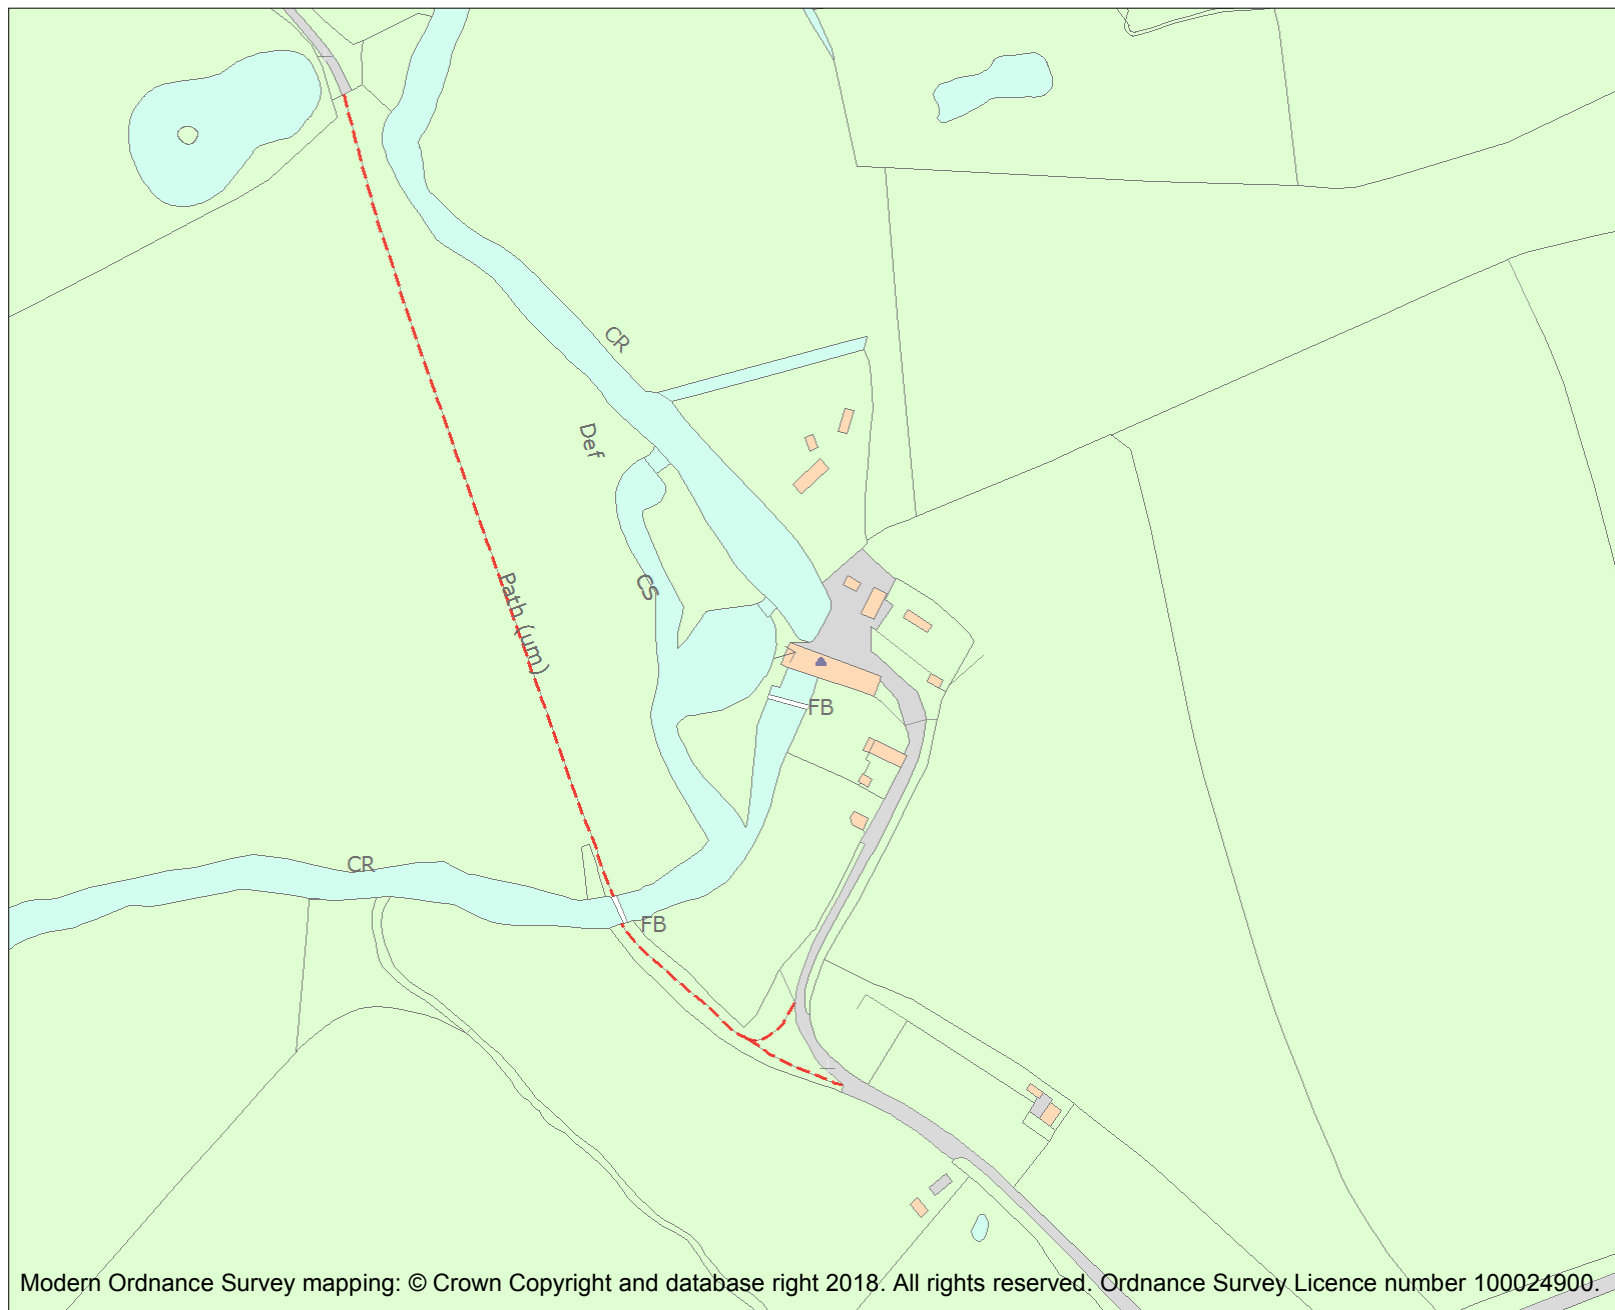 CR
Def
CS
Path (um)
FB
CR
FB
Modern Ordnance Survey mapping: © Crown Copyright and database right 2018. All rights reserved. Ordnance Survey Licence number 100024900.